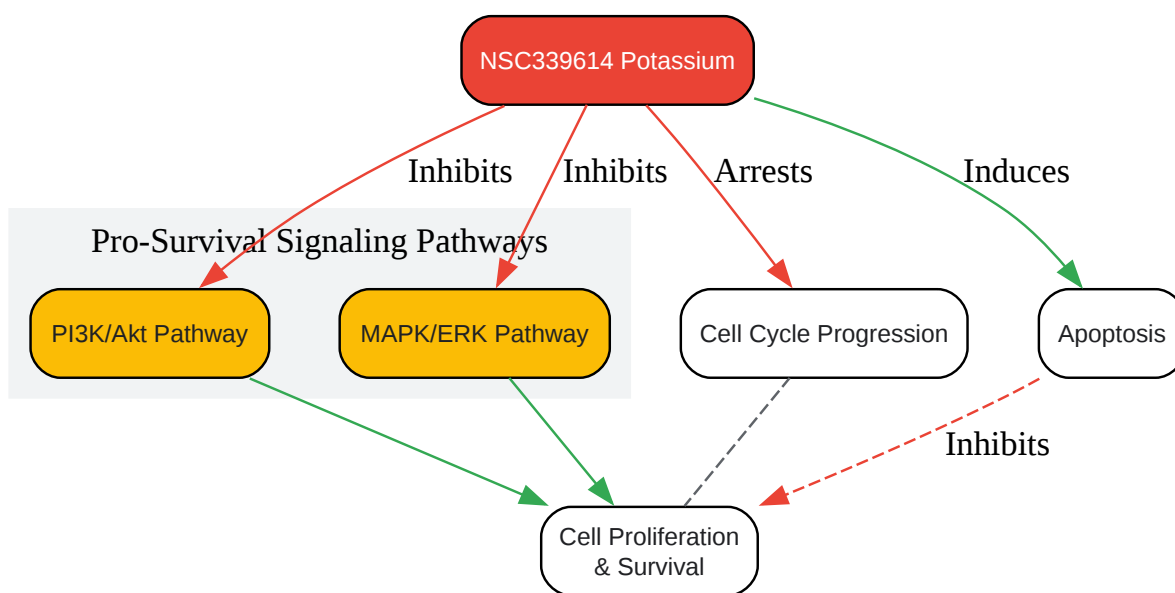 NSC339614 Potassium
Inhibits
Inhibits
Arrests
Induces
Pro-Survival Signaling Pathways
PI3K/Akt Pathway
MAPK/ERK Pathway
Cell Cycle Progression
Apoptosis
Inhibits
Cell Proliferation
& Survival